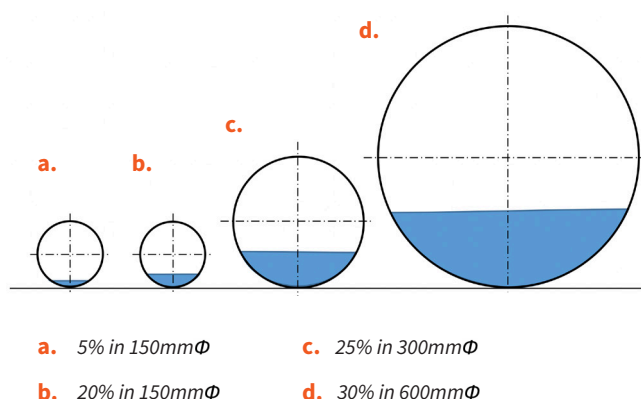 d.
c.
a. b.
a. 5% in 150mmΦ c. 25% in 300mmΦ
b. 20% in 150mmΦ d. 30% in 600mmΦ